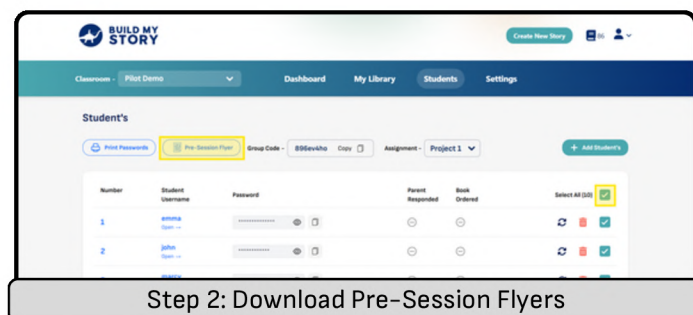 BUILD MY
STORY
Create New Story
86
Classroom - Pilot Demo
Dashboard
My Library
Students
Settings
Student's
Print Passwords
Pre-Session Flyer
Group Code - 896ev4ho Copy
Assignment - Project 1
+ Add Student's
Number
Student
Username
Password
Parent
Responded
Book
Ordered
Select All (10)
1
emma
Open →
2
john
Open →
Step 2: Download Pre-Session Flyers